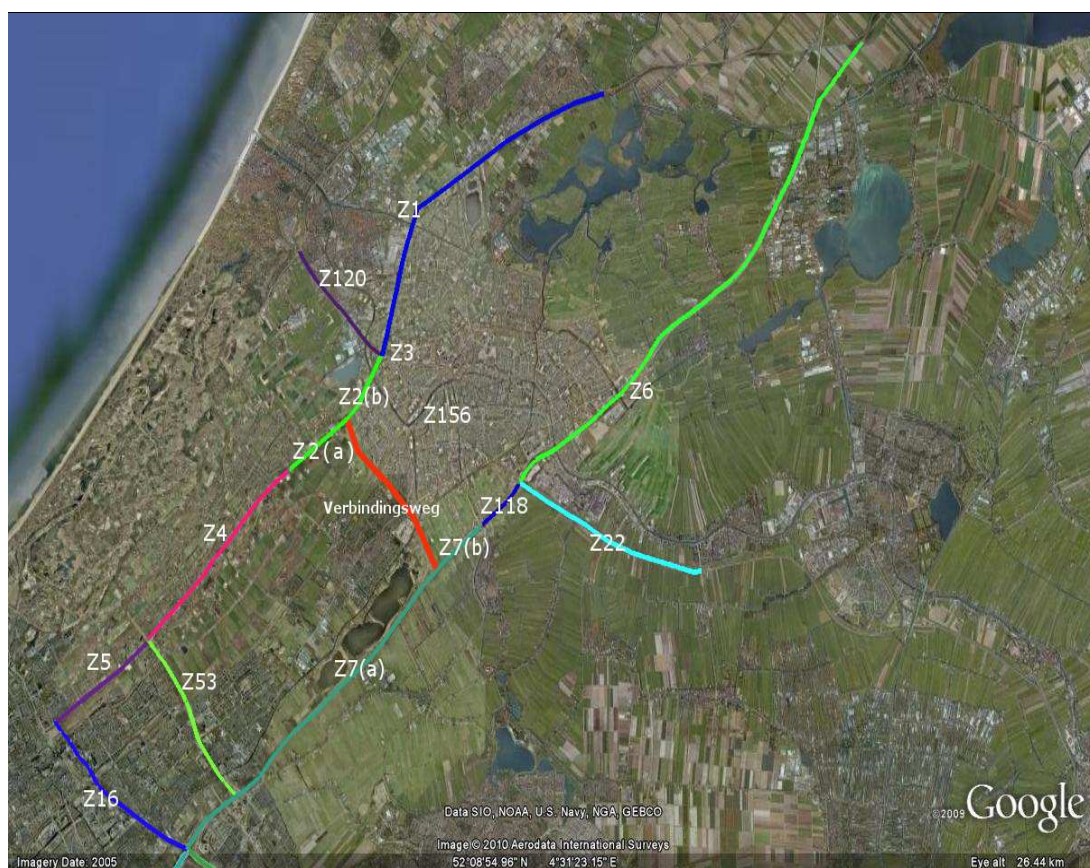 Z1
Z120
Z3
Z2(b)
Z156
Z6
Z2(a)
Verbindingsweg
Z118
Z4
Z7(b)
Z22
Z5
Z53
Z7(a)
Z16
Data SIO, NOAA, U.S. Navy, NGA, GEBCO
©2009 Google
Image © 2010 Aerodata International Surveys
Imagery Date: 2005 52°08'54.96" N 4°31'23.15" E Eye alt 26.44 km